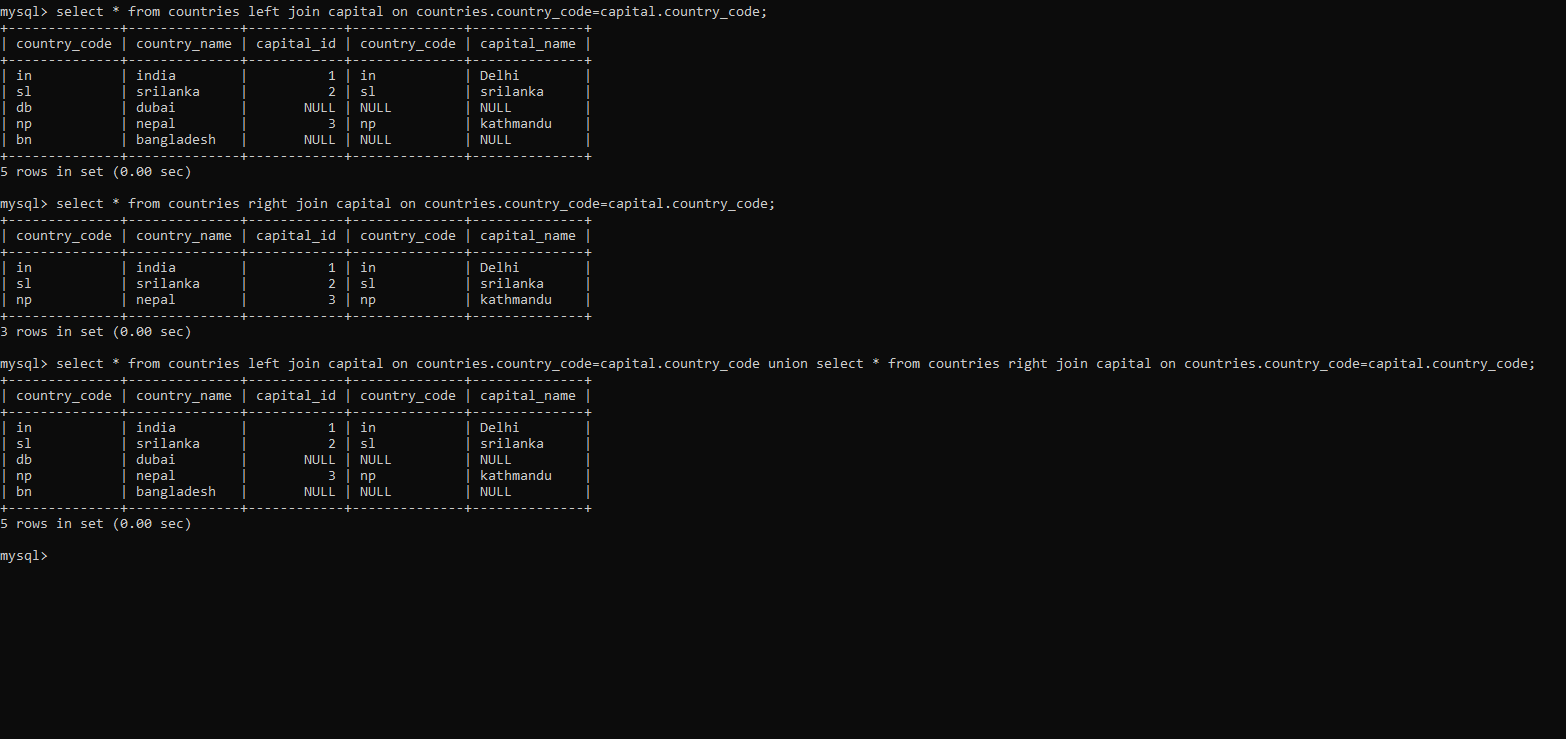 mysql> select * from countries left join capital on countries.country_code=capital.country_code;
+--------------+--------------+------------+--------------+--------------+
| country_code | country_name | capital_id | country_code | capital_name |
+--------------+--------------+------------+--------------+--------------+
| in           | india        |          1 | in           | Delhi        |
| sl           | srilanka     |          2 | sl           | srilanka     |
| db           | dubai        |       NULL | NULL         | NULL         |
| np           | nepal        |          3 | np           | kathmandu    |
| bn           | bangladesh   |       NULL | NULL         | NULL         |
+--------------+--------------+------------+--------------+--------------+
5 rows in set (0.00 sec)

mysql> select * from countries right join capital on countries.country_code=capital.country_code;
+--------------+--------------+------------+--------------+--------------+
| country_code | country_name | capital_id | country_code | capital_name |
+--------------+--------------+------------+--------------+--------------+
| in           | india        |          1 | in           | Delhi        |
| sl           | srilanka     |          2 | sl           | srilanka     |
| np           | nepal        |          3 | np           | kathmandu    |
+--------------+--------------+------------+--------------+--------------+
3 rows in set (0.00 sec)

mysql> select * from countries left join capital on countries.country_code=capital.country_code union select * from countries right join capital on countries.country_code=capital.country_code;
+--------------+--------------+------------+--------------+--------------+
| country_code | country_name | capital_id | country_code | capital_name |
+--------------+--------------+------------+--------------+--------------+
| in           | india        |          1 | in           | Delhi        |
| sl           | srilanka     |          2 | sl           | srilanka     |
| db           | dubai        |       NULL | NULL         | NULL         |
| np           | nepal        |          3 | np           | kathmandu    |
| bn           | bangladesh   |       NULL | NULL         | NULL         |
+--------------+--------------+------------+--------------+--------------+
5 rows in set (0.00 sec)

mysql>